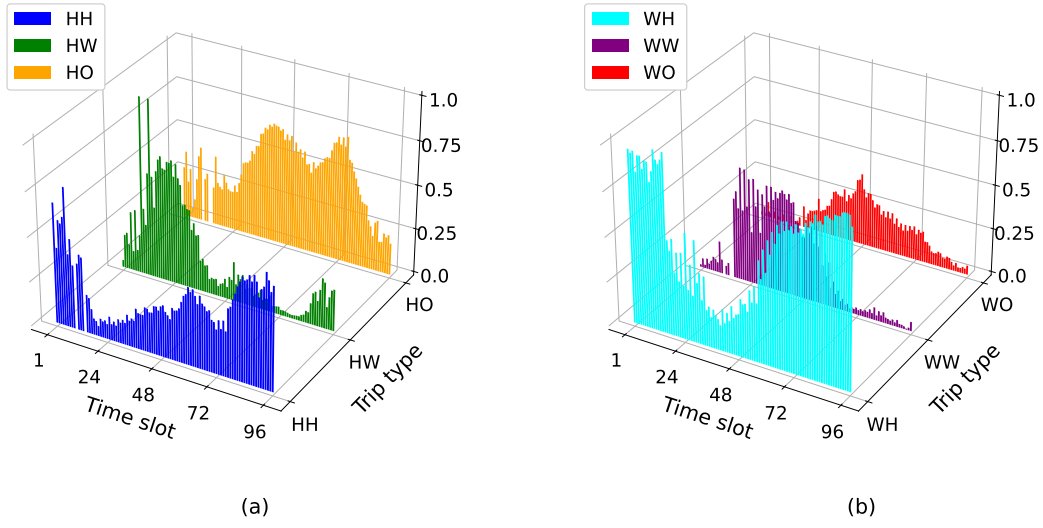 HH
HW
HO
1.0
0.75
0.5
0.25
0.0
HO
HW
HH
Trip type
1
24
48
72
96
Time slot
(a)
WH
WW
WO
1.0
0.75
0.5
0.25
0.0
WO
WW
WH
Trip type
1
24
48
72
96
Time slot
(b)